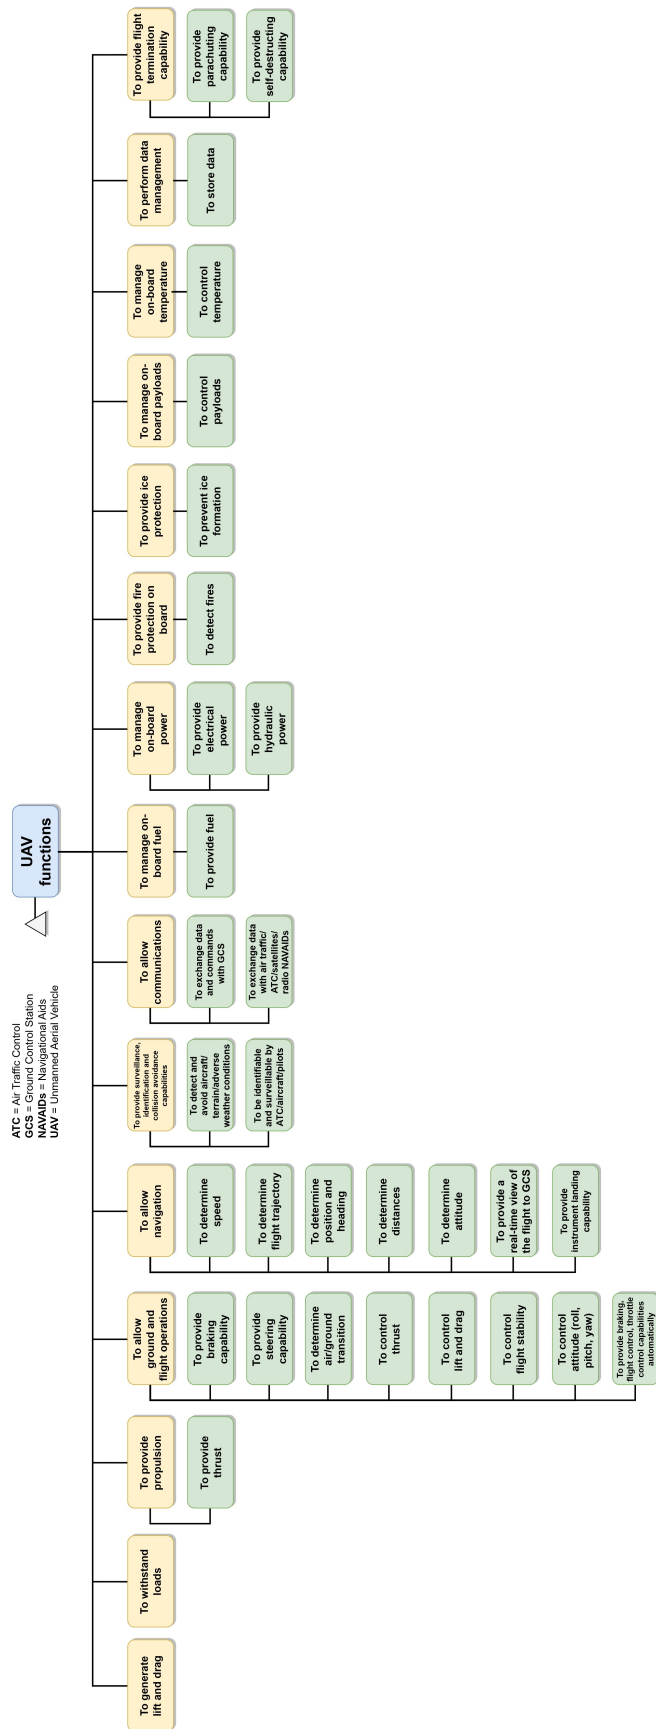 ATC = Air Traffic Control
GCS = Ground Control Station
NAVAIDs = Navigational Aids
UAV = Unmanned Aerial Vehicle
UAV
functions
To generate
lift and drag
To withstand
loads
To provide
propulsion
To provide
thrust
To allow
ground and
flight operations
To provide
braking
capability
To provide
steering
capability
To determine
air/ground
transition
To control
thrust
To control
lift and drag
To control
flight stability
To control
attitude (roll,
pitch, yaw)
To provide braking,
flight control, throttle
control capabilities
automatically
To allow
navigation
To determine
speed
To determine
flight trajectory
To determine
position and
heading
To determine
distances
To determine
attitude
To provide a
real-time view of
the flight to GCS
To provide
instrument landing
capability
To provide surveillance,
identification and
collision avoidance
capabilities
To detect and
avoid aircraft/
terrain/adverse
weather conditions
To be identifiable
and surveillable by
ATC/aircraft/pilots
To allow
communications
To exchange data
and commands
with GCS
To exchange data
with air traffic/
ATC/satellites/
radio NAVAIDs
To manage on-
board fuel
To provide fuel
To manage
on-board
power
To provide
electrical
power
To provide
hydraulic
power
To provide fire
protection on
board
To detect fires
To provide ice
protection
To prevent ice
formation
To manage on-
board payloads
To control
payloads
To manage
on-board
temperature
To control
temperature
To perform data
management
To store data
To provide flight
termination
capability
To provide
parachuting
capability
To provide
self-destructing
capability